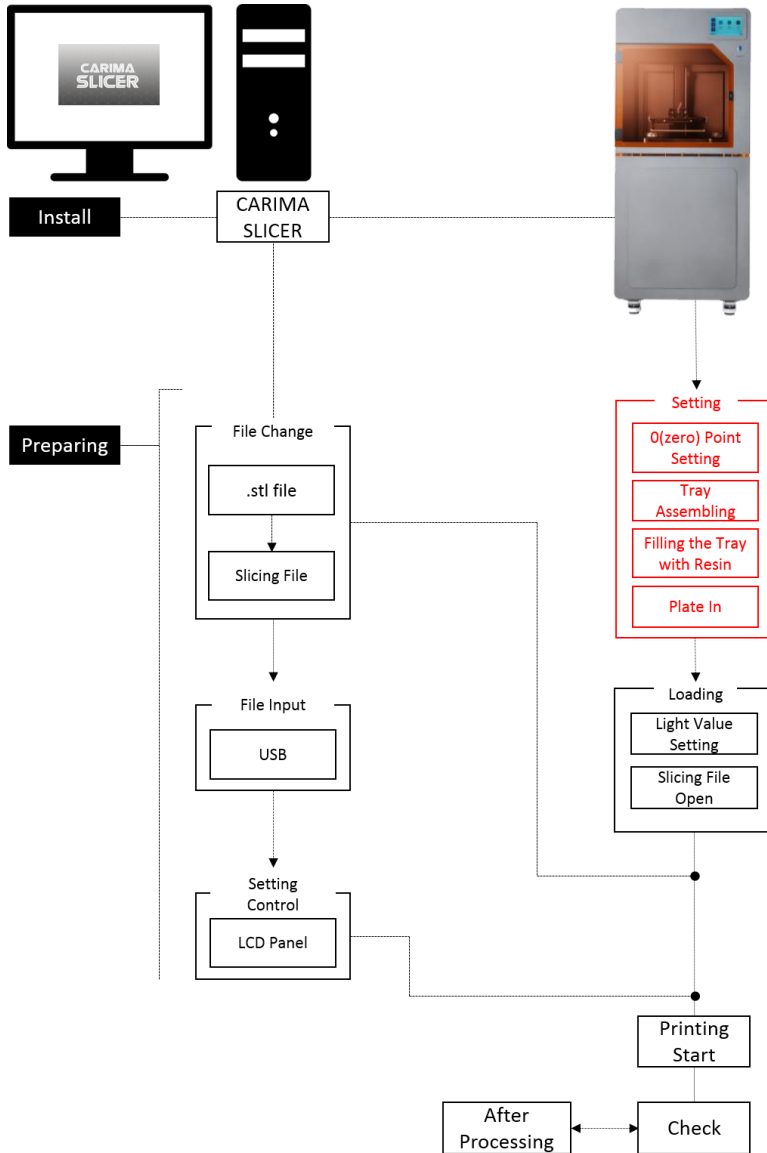 CARIMA
SLICER
Install
CARIMA
SLICER
Preparing
File Change
.stl file
Slicing File
File Input
USB
Setting
Control
LCD Panel
Setting
0(zero) Point
Setting
Tray
Assembling
Filling the Tray
with Resin
Plate In
Loading
Light Value
Setting
Slicing File
Open
Printing
Start
After
Processing
Check